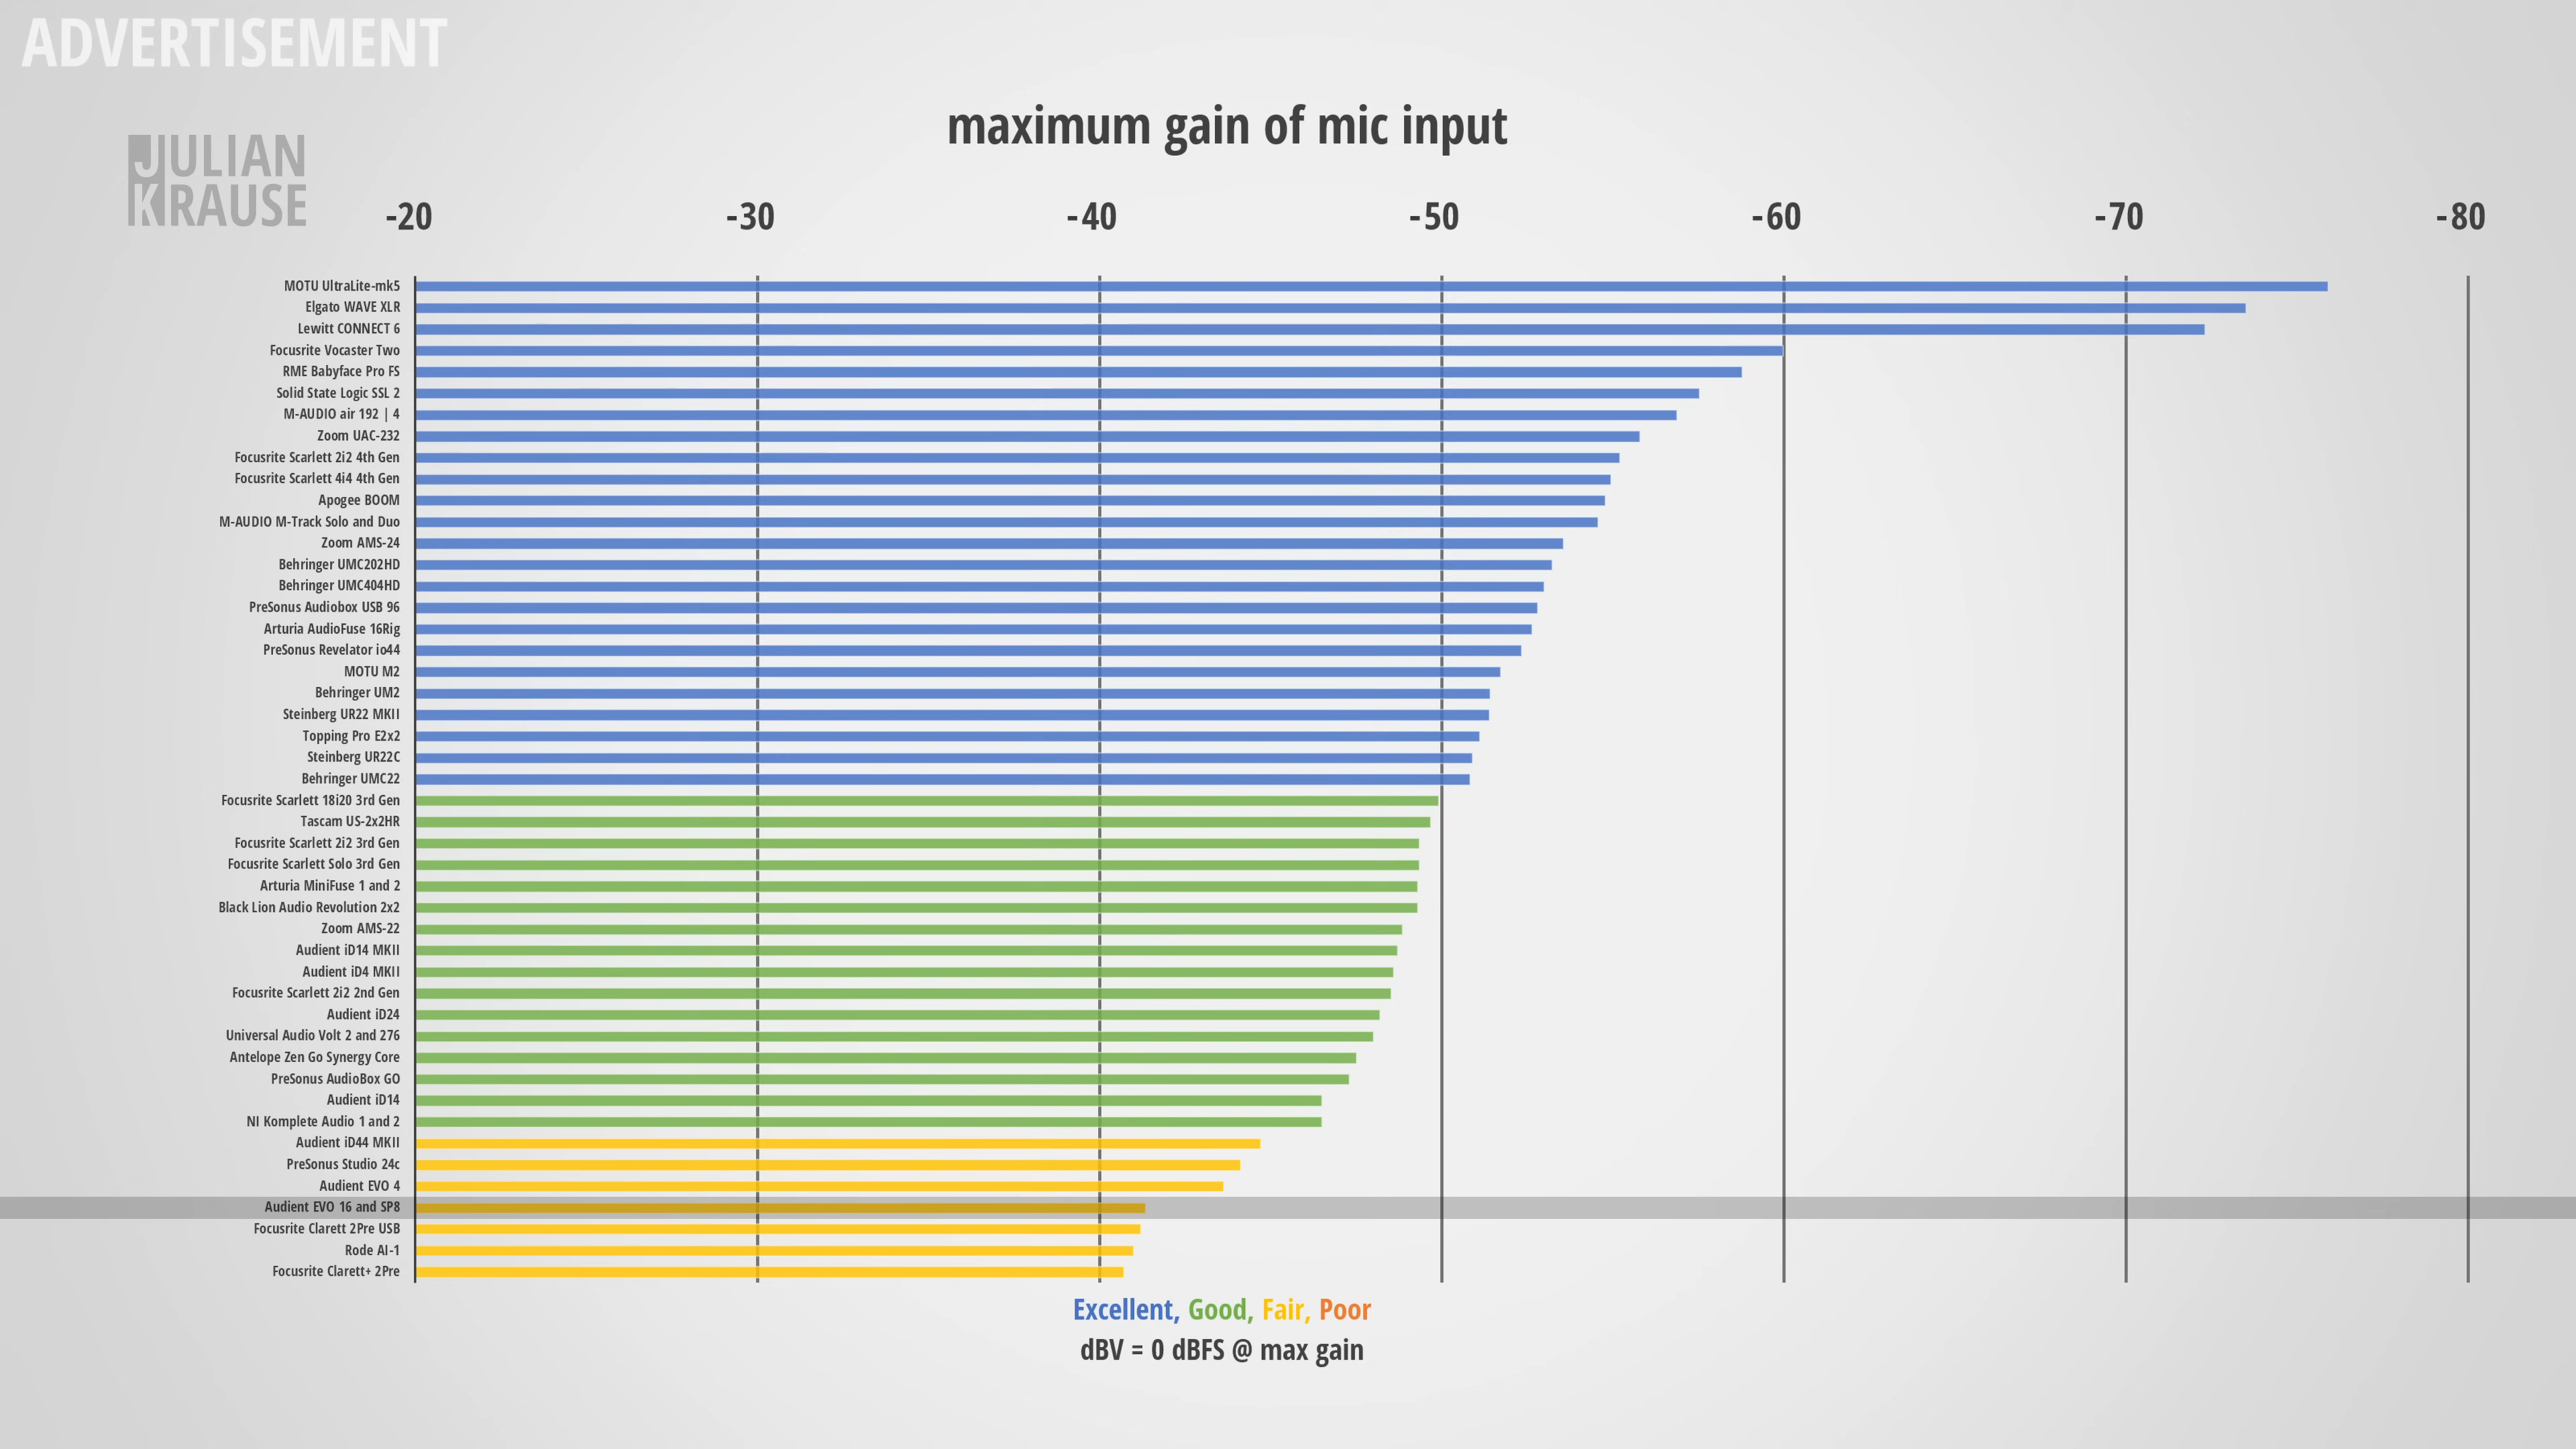 ADVERTISEMENT
JULIAN
KRAUSE
maximum gain of mic input
-20 -30 -40 -50 -60 -70 -80
MOTU UltraLite-mk5
Elgato WAVE XLR
Lewitt CONNECT 6
Focusrite Vocaster Two
RME Babyface Pro FS
Solid State Logic SSL 2
M-AUDIO air 192 | 4
Zoom UAC-232
Focusrite Scarlett 2i2 4th Gen
Focusrite Scarlett 4i4 4th Gen
Apogee BOOM
M-AUDIO M-Track Solo and Duo
Zoom AMS-24
Behringer UMC202HD
Behringer UMC404HD
PreSonus Audiobox USB 96
Arturia AudioFuse 16Rig
PreSonus Revelator io44
MOTU M2
Behringer UM2
Steinberg UR22 MKII
Topping Pro E2x2
Steinberg UR22C
Behringer UMC22
Focusrite Scarlett 18i20 3rd Gen
Tascam US-2x2HR
Focusrite Scarlett 2i2 3rd Gen
Focusrite Scarlett Solo 3rd Gen
Arturia MiniFuse 1 and 2
Black Lion Audio Revolution 2x2
Zoom AMS-22
Audient iD14 MKII
Audient iD4 MKII
Focusrite Scarlett 2i2 2nd Gen
Audient iD24
Universal Audio Volt 2 and 276
Antelope Zen Go Synergy Core
PreSonus AudioBox GO
Audient iD14
NI Komplete Audio 1 and 2
Audient iD44 MKII
PreSonus Studio 24c
Audient EVO 4
Audient EVO 16 and SP8
Focusrite Clarett 2Pre USB
Rode AI-1
Focusrite Clarett+ 2Pre
Excellent, Good, Fair, Poor
dBV = 0 dBFS @ max gain